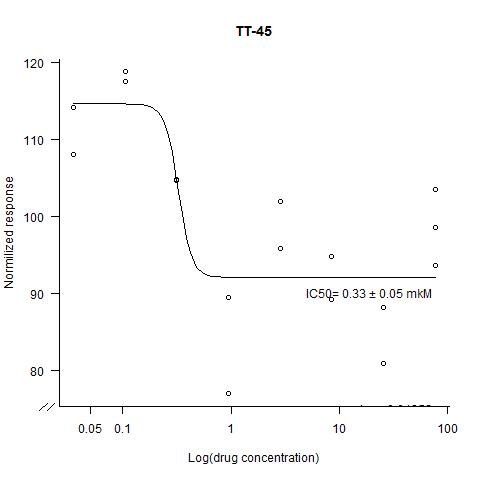 TT-45
120
110
100
90
80
Normilized response
IC50= 0.33 ± 0.05 mkM
0.05 0.1 1 10 100
Log(drug concentration)